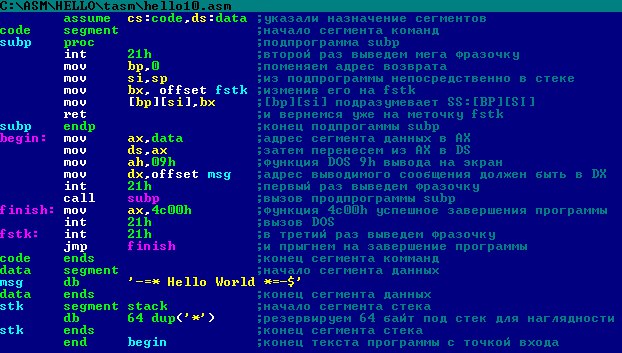 C:\ASM\HELLO\tasm\hello10.asm
assume cs:code,ds:data ;указали назначение сегментов
code segment ;начало сегмента команд
subp proc ;подпрограмма subp
int 21h ;второй раз выведем мега фразочку
mov bp,0 ;поменяем адрес возврата
mov si,sp ;из подпрограммы непосредственно в стеке
mov bx, offset fstk ;изменив его на fstk
mov [bp][si],bx ;[bp][si] подразумевает SS:[BP][SI]
ret ;и вернемся уже на меточку fstk
subp endp ;конец подпрогаммы subp
begin: mov ax,data ;адрес сегмента данных в AX
mov ds,ax ;затем перенесем из AX в DS
mov ah,09h ;функция DOS 9h вывода на экран
mov dx,offset msg ;адрес выводимого сообщения должен быть в DX
int 21h ;первый раз выведем фразочку
call subp ;вызов продпрограммы subp
finish: mov ax,4c00h ;функция 4c00h успешное завершения программы
int 21h ;вызов DOS
fstk: int 21h ;в третий раз выведем фразочку
jmp finish ;и прыгнем на завершение программы
code ends ;конец сегмента комманд
data segment ;начало сегмента данных
msg db '-=* Hello World *=-$'
data ends ;конец сегмента данных
stk segment stack ;начало сегмента стека
db 64 dup('*') ;резервируем 64 байт под стек для наглядности
stk ends ;конец сегмента стека
end begin ;конец текста программы с точкой входа